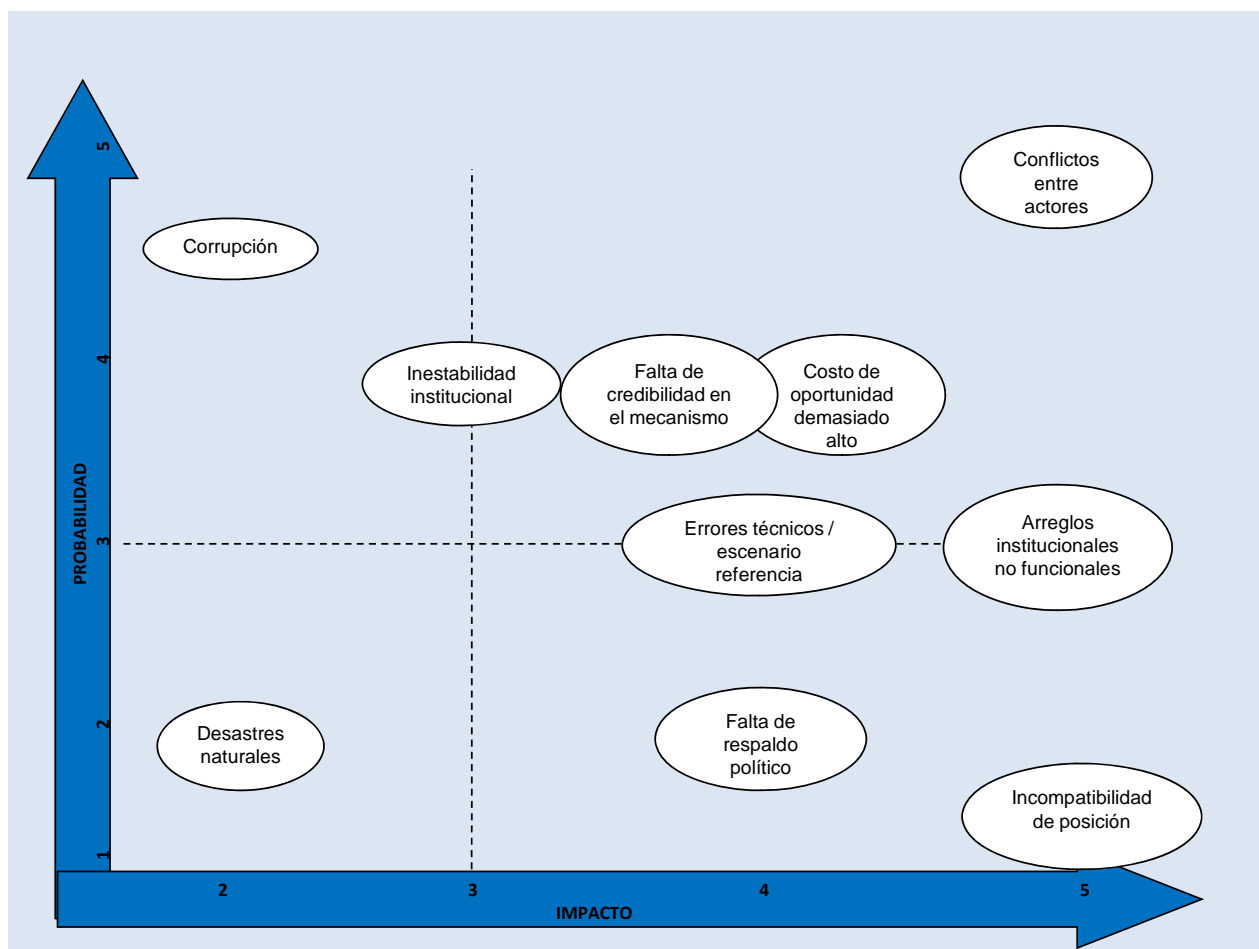 5
Conflictos
entre
actores
Corrupción
4
Inestabilidad
institucional
Falta de
credibilidad en
el mecanismo
Costo de
oportunidad
demasiado
alto
PROBABILIDAD
3
Errores técnicos /
escenario
referencia
Arreglos
institucionales
no funcionales
2
Desastres
naturales
Falta de
respaldo
político
Incompatibilidad
de posición
1
2
3
4
5
IMPACTO